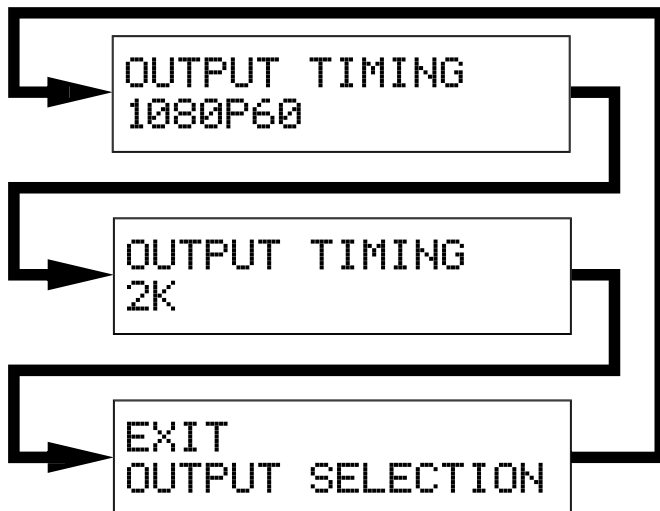 OUTPUT TIMING
1080P60
OUTPUT TIMING
2K
EXIT
OUTPUT SELECTION